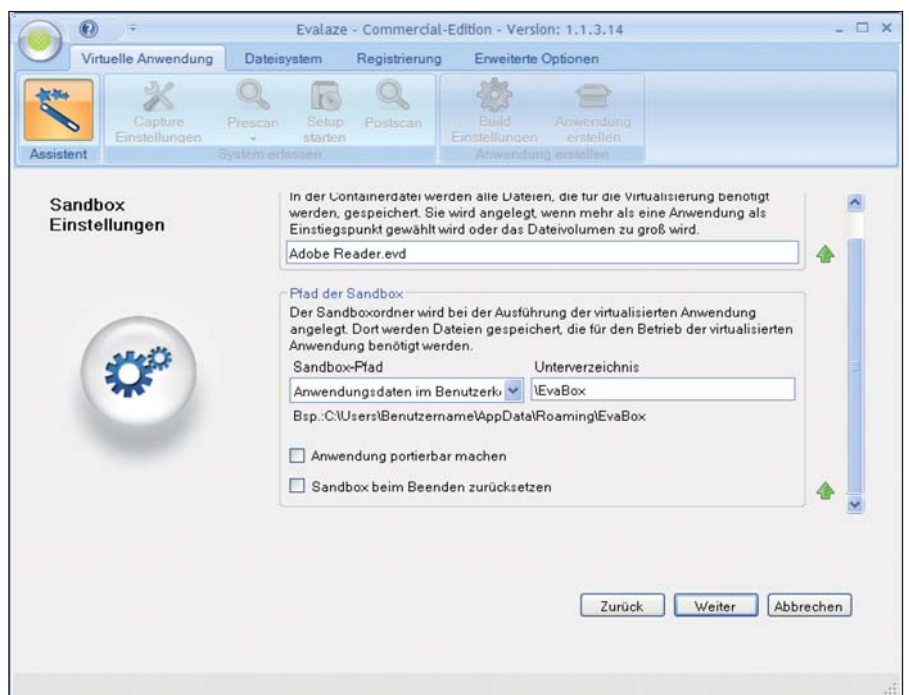 Evalaze - Commercial-Edition - Version: 1.1.3.14
Virtuelle Anwendung Dateisystem Registrierung Erweiterte Optionen
Capture Einstellungen
Prescan
Setup starten
Postscan
Build Einstellungen
Anwendung erstellen
Assistent System erfassen Anwendung erstellen
Sandbox
Einstellungen
In der Containerdatei werden alle Dateien, die für die Virtualisierung benötigt
werden, gespeichert. Sie wird angelegt, wenn mehr als eine Anwendung als
Einstiegspunkt gewählt wird oder das Dateivolumen zu groß wird.
Adobe Reader.evd
Pfad der Sandbox
Der Sandboxordner wird bei der Ausführung der virtualisierten Anwendung
angelegt. Dort werden Dateien gespeichert, die für den Betrieb der virtualisierten
Anwendung benötigt werden.
Sandbox-Pfad Unterverzeichnis
Anwendungsdaten im Benutzerk \EvaBox
Bsp.:C:\Users\Benutzername\AppData\Roaming\EvaBox
Anwendung portierbar machen
Sandbox beim Beenden zurücksetzen
Zurück Weiter Abbrechen